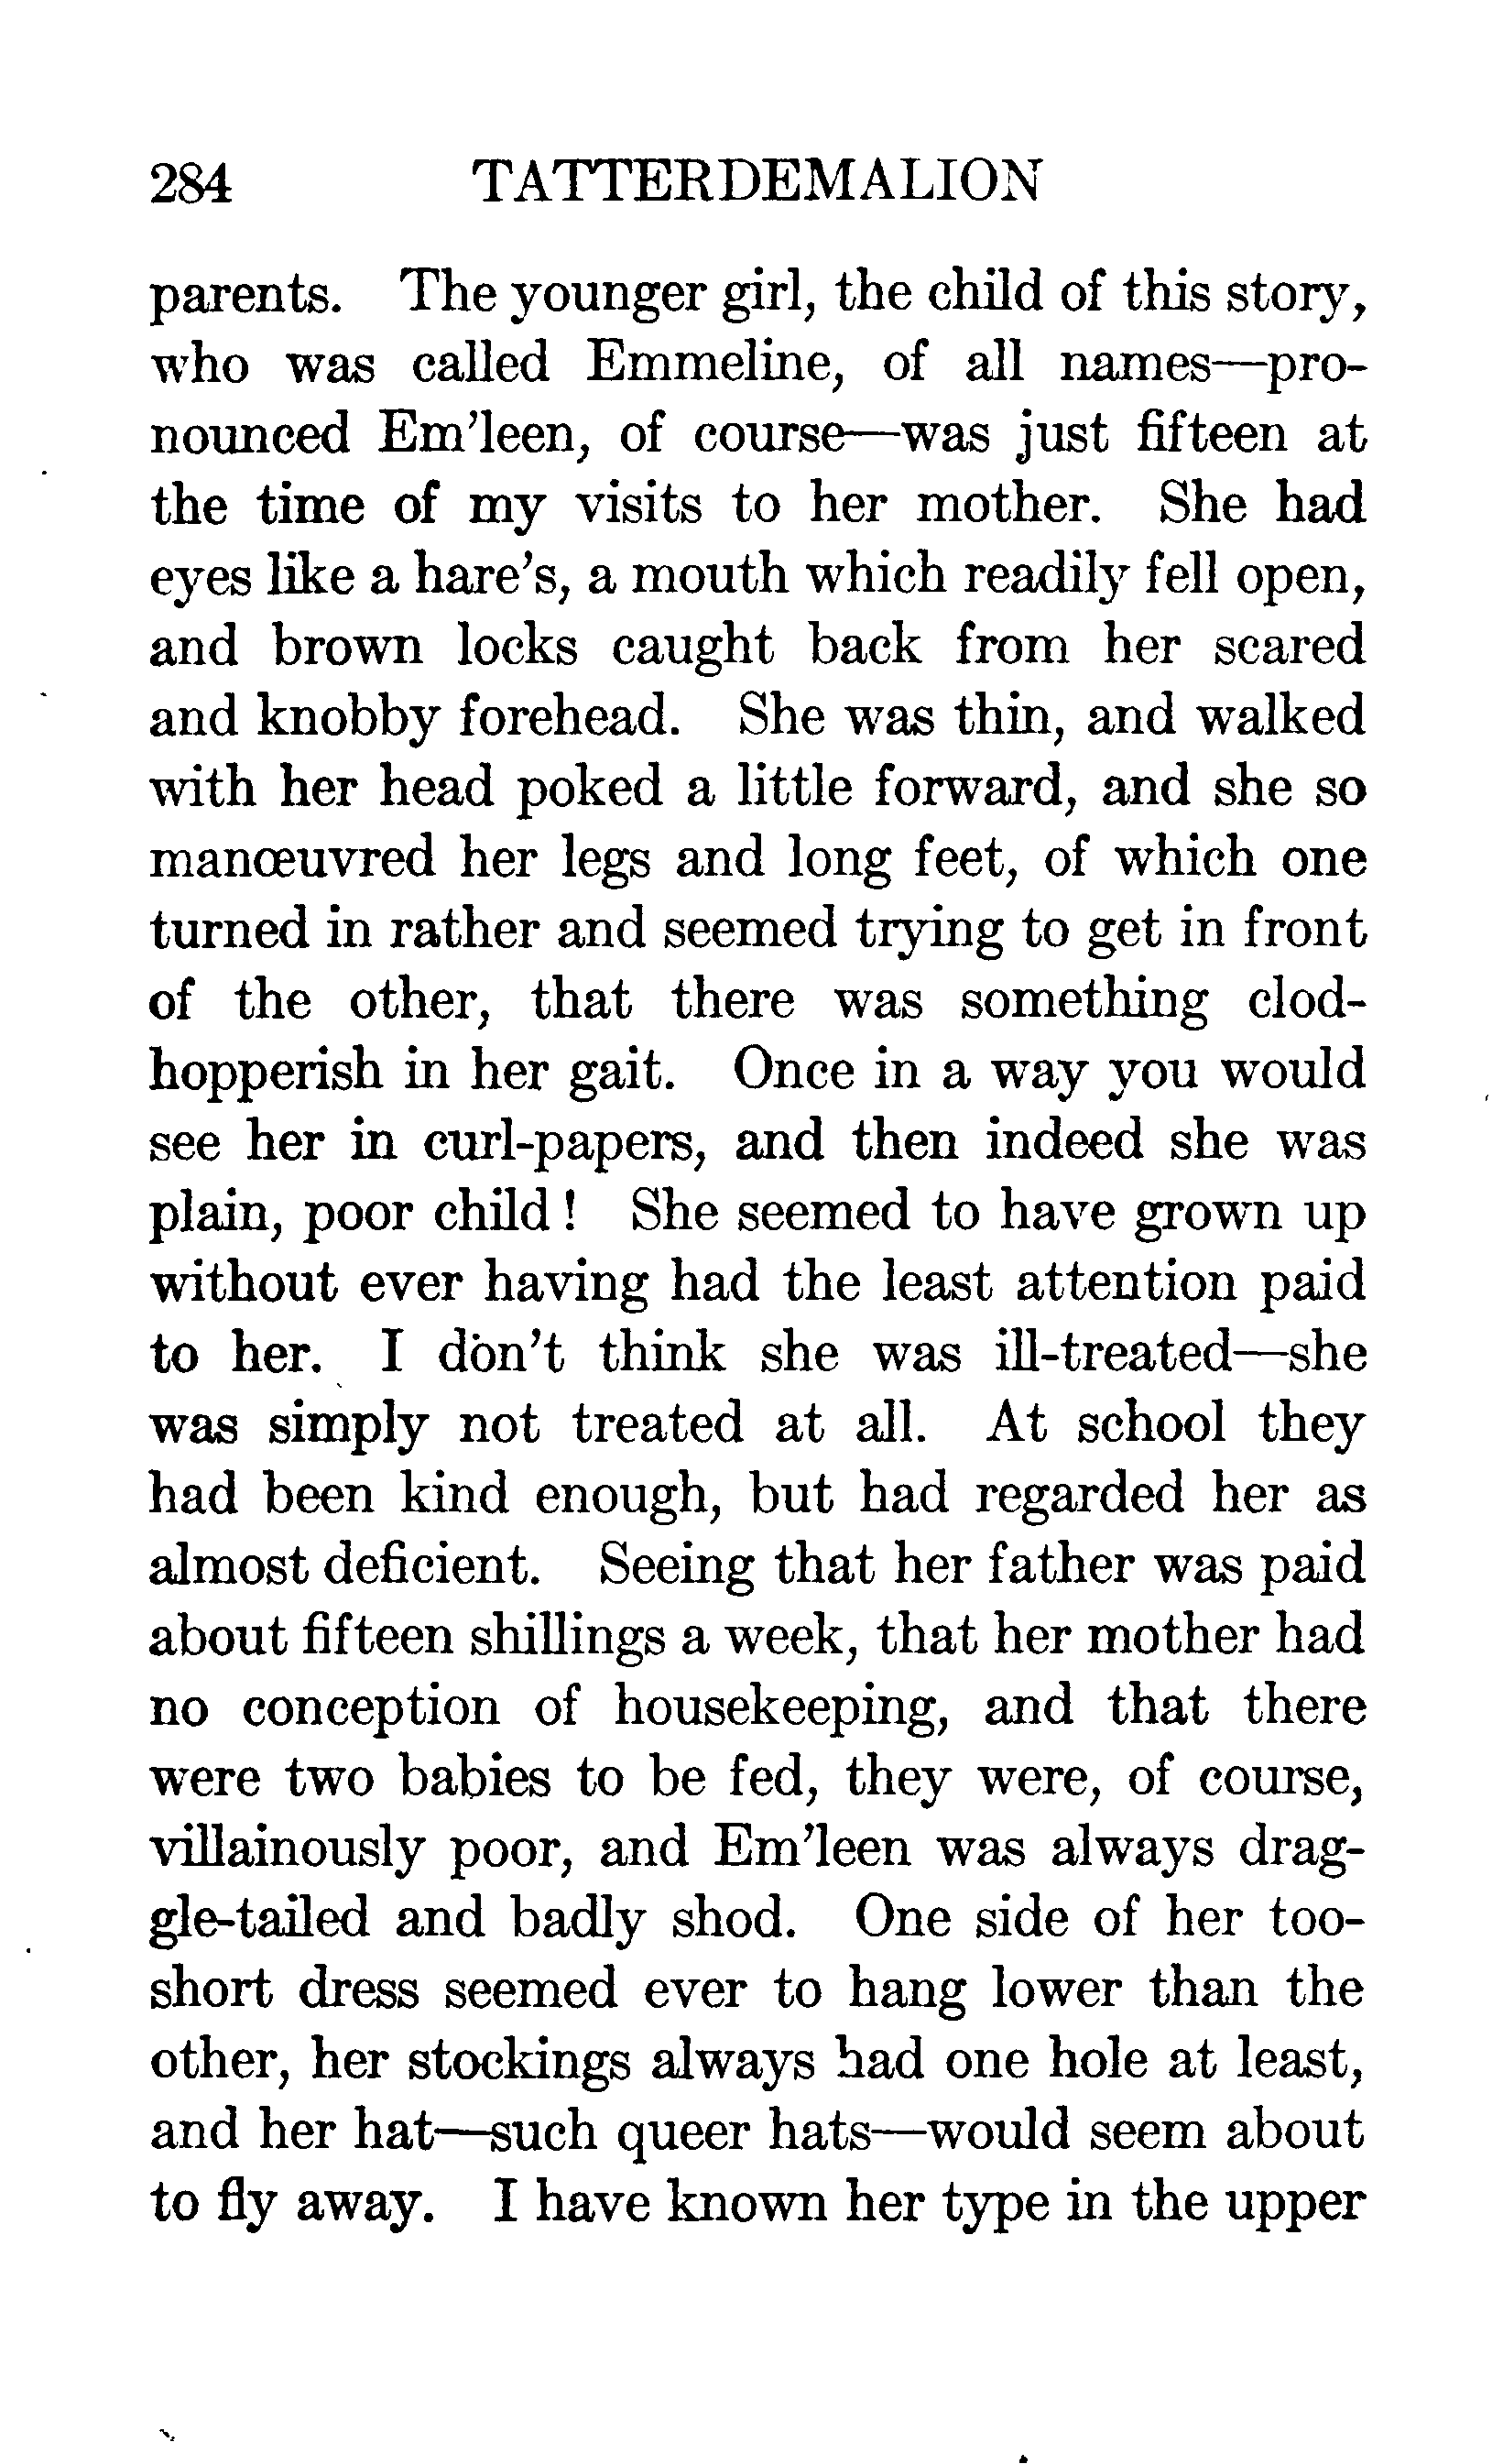 284 TATTERDEMALION
parents. The younger girl, the child of this story,
who was called Emmeline, of all names—pro-
nounced Em'leen, of course—was just fifteen at
the time of my visits to her mother. She had
eyes like a hare's, a mouth which readily fell open,
and brown locks caught back from her scared
and knobby forehead. She was thin, and walked
with her head poked a little forward, and she so
manœuvred her legs and long feet, of which one
turned in rather and seemed trying to get in front
of the other, that there was something clod-
hopperish in her gait. Once in a way you would
see her in curl-papers, and then indeed she was
plain, poor child! She seemed to have grown up
without ever having had the least attention paid
to her. I don't think she was ill-treated—she
was simply not treated at all. At school they
had been kind enough, but had regarded her as
almost deficient. Seeing that her father was paid
about fifteen shillings a week, that her mother had
no conception of housekeeping, and that there
were two babies to be fed, they were, of course,
villainously poor, and Em'leen was always drag-
gle-tailed and badly shod. One side of her too-
short dress seemed ever to hang lower than the
other, her stockings always had one hole at least,
and her hat—such queer hats—would seem about
to fly away. I have known her type in the upper